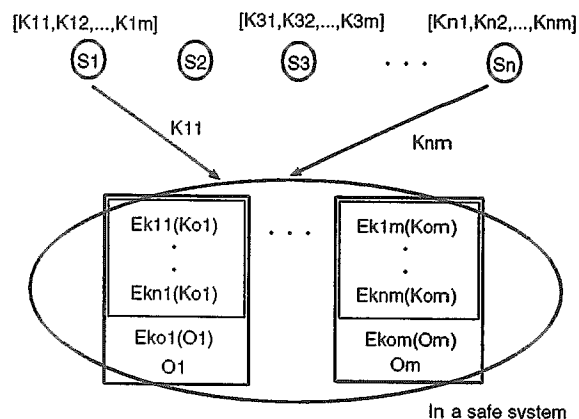 [K11,K12,...,K1m] [K31,K32,...,K3m] [Kn1,Kn2,...,Knm]
S1 S2 S3 . . . Sn
K11 Knm
Ek11(Ko1) . . . Ek1m(Kom)
. .
. .
Ekn1(Ko1) Eknm(Kom)
Eko1(O1) Ekom(Om)
O1 Om
In a safe system